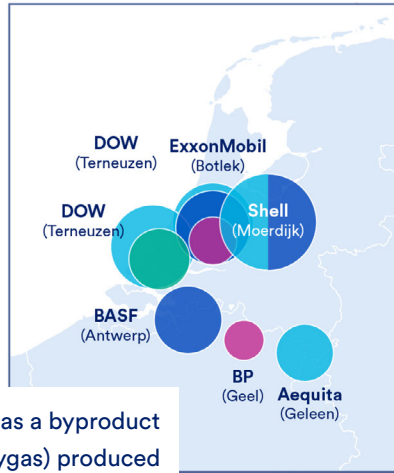 DOW
(Terneuzen)
ExxonMobil
(Botlek)
DOW
(Terneuzen)
Shell
(Moerdijk)
BASF
(Antwerp)
BP
(Geel)
Aequita
(Geleen)
as a byproduct
ygas) produced